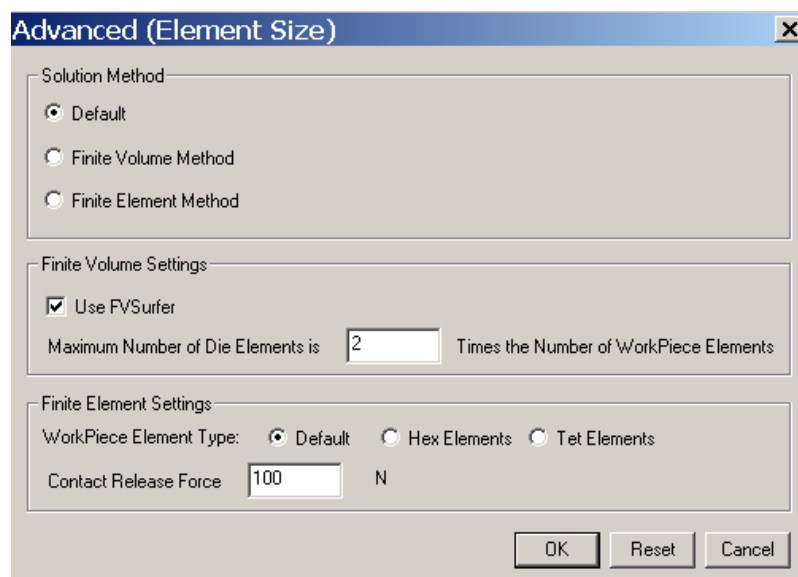 Advanced (Element Size)
Solution Method
Default
Finite Volume Method
Finite Element Method
Finite Volume Settings
Use FVSurfer
Maximum Number of Die Elements is 2 Times the Number of WorkPiece Elements
Finite Element Settings
WorkPiece Element Type: Default Hex Elements Tet Elements
Contact Release Force 100 N
OK Reset Cancel